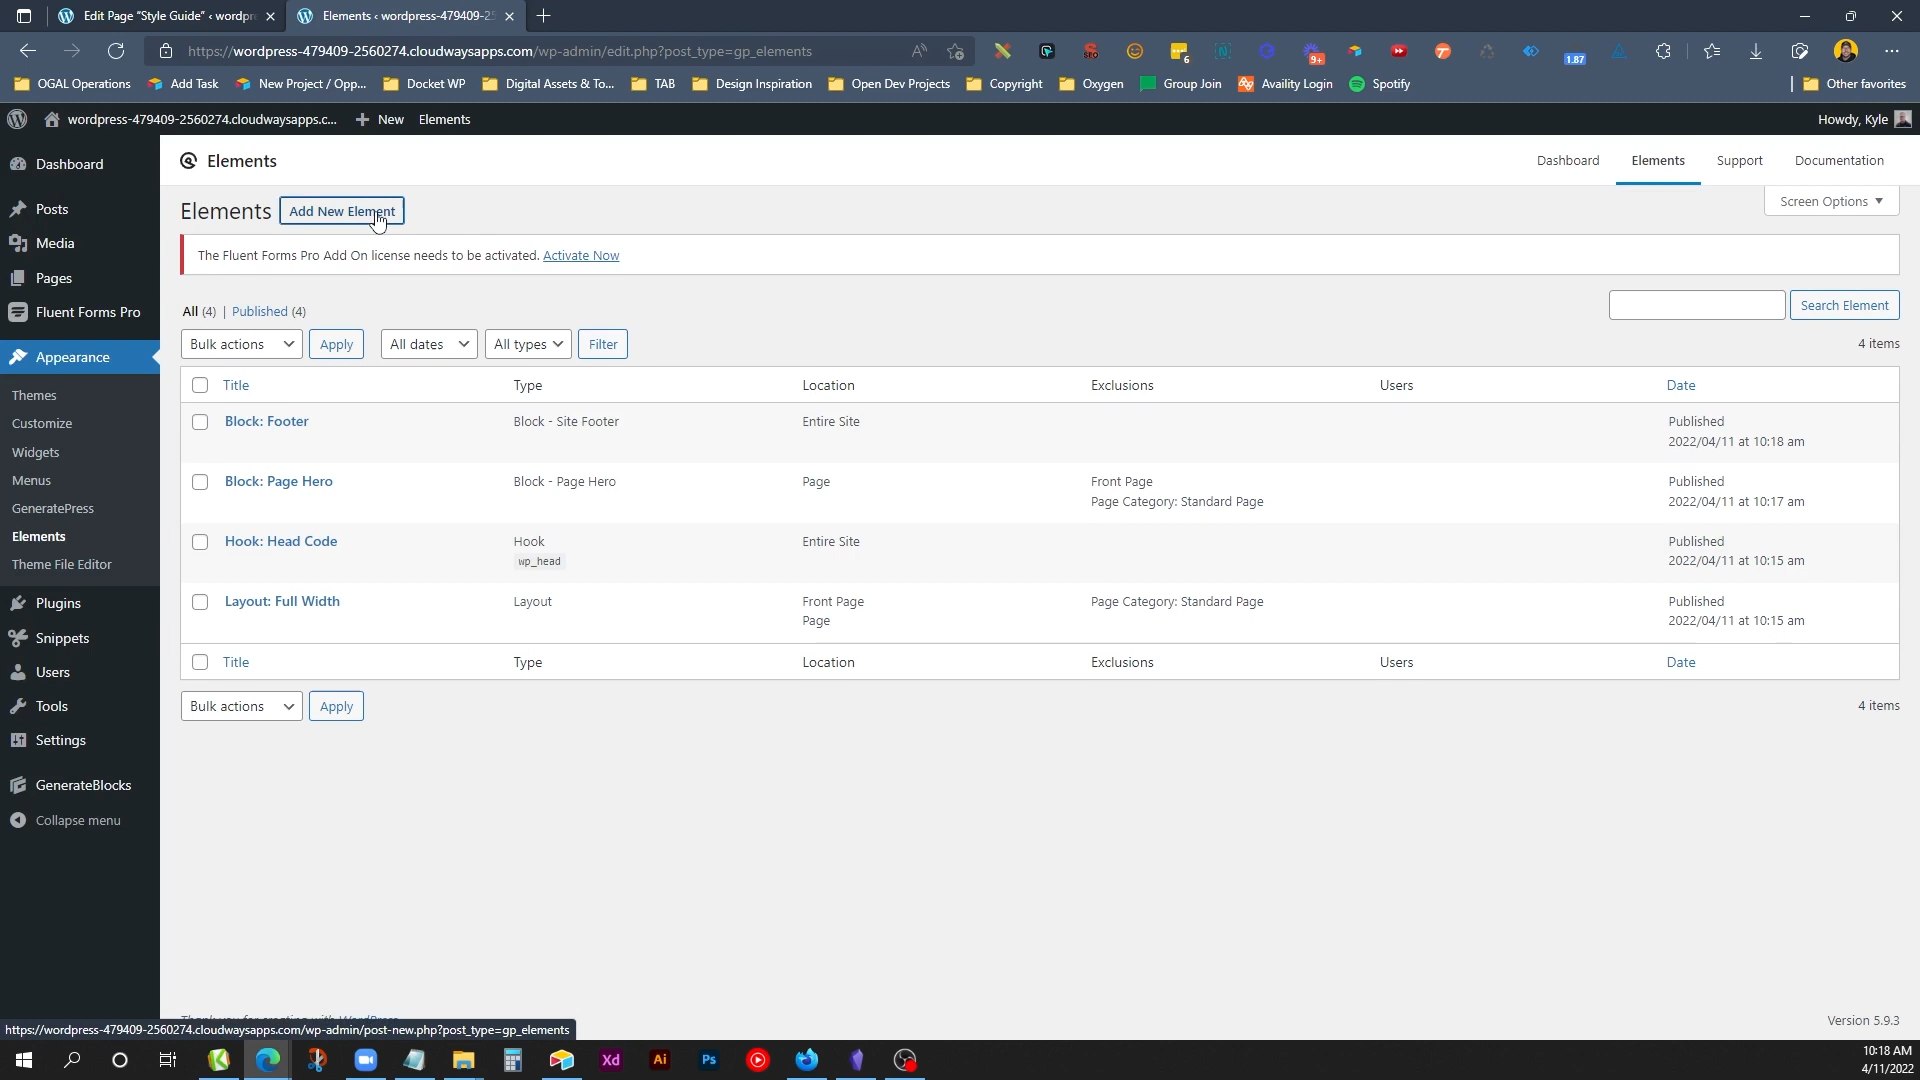 Edit Page "Style Guide" ‹ wordpr
Elements ‹ wordpress-479409-25
https://wordpress-479409-2560274.cloudwaysapps.com/wp-admin/edit.php?post_type=gp_elements
6
9+
1.87
OGAL Operations
Add Task
New Project / Opp...
Docket WP
Digital Assets & To...
TAB
Design Inspiration
Open Dev Projects
Copyright
Oxygen
Group Join
Availity Login
Spotify
Other favorites
wordpress-479409-2560274.cloudwaysapps.c...
New
Elements
Howdy, Kyle
Dashboard
Posts
Media
Pages
Fluent Forms Pro
Appearance
Themes
Customize
Widgets
Menus
GeneratePress
Elements
Theme File Editor
Plugins
Snippets
Users
Tools
Settings
GenerateBlocks
Collapse menu
Elements
Dashboard
Elements
Support
Documentation
Elements
Add New Element
Screen Options
The Fluent Forms Pro Add On license needs to be activated. Activate Now
All (4) | Published (4)
Search Element
Bulk actions
Apply
All dates
All types
Filter
4 items
Title Type Location Exclusions Users Date
Block: Footer Block - Site Footer Entire Site Published
2022/04/11 at 10:18 am
Block: Page Hero Block - Page Hero Page Front Page Published
Page Category: Standard Page 2022/04/11 at 10:17 am
Hook: Head Code Hook Entire Site Published
wp_head 2022/04/11 at 10:15 am
Layout: Full Width Layout Front Page Page Category: Standard Page Published
Page 2022/04/11 at 10:15 am
Title Type Location Exclusions Users Date
Bulk actions
Apply
4 items
Version 5.9.3
https://wordpress-479409-2560274.cloudwaysapps.com/wp-admin/post-new.php?post_type=gp_elements
Xd
Ai
Ps
10:18 AM
4/11/2022